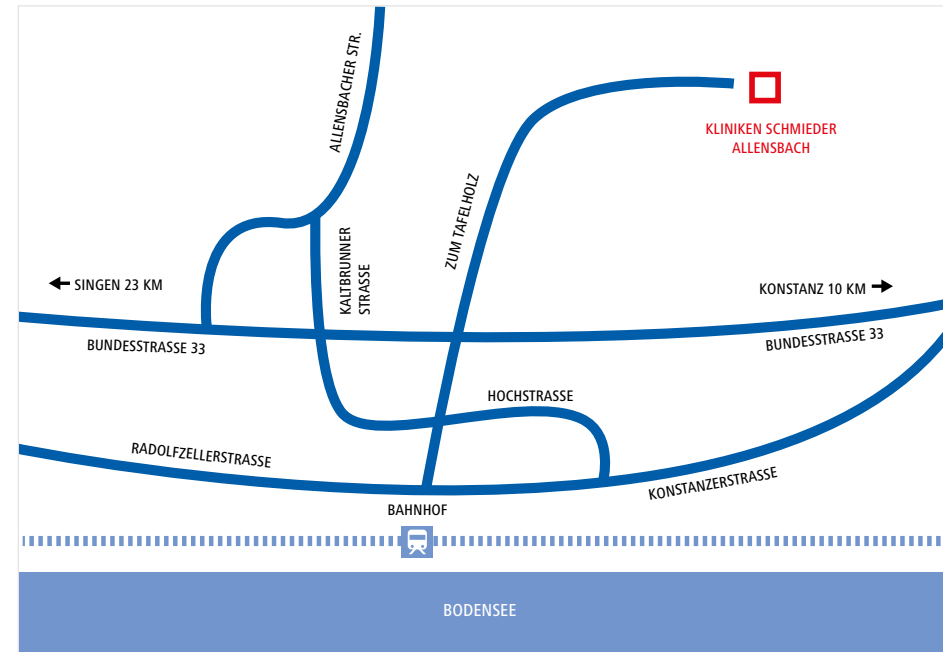 ALLENSBACHER STR.
KLINIKEN SCHMIEDER
ALLENSBACH
ZUM TAFELHOLZ
KALTBRUNNER
STRASSE
SINGEN 23 KM
KONSTANZ 10 KM
BUNDESSTRASSE 33
BUNDESSTRASSE 33
HOCHSTRASSE
RADOLFZELLERSTRASSE
KONSTANZERSTRASSE
BAHNHOF
BODENSEE